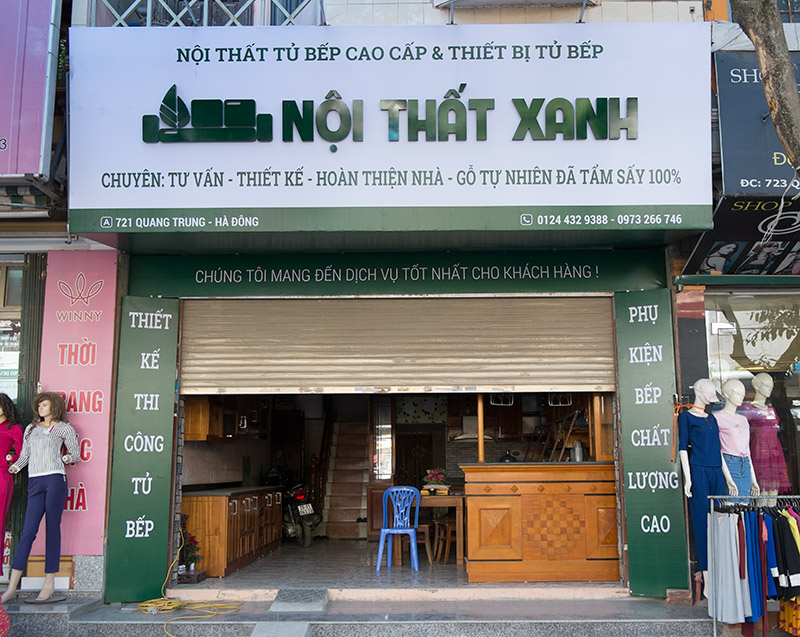 NỘI THẤT TỦ BẾP CAO CẤP & THIẾT BỊ TỦ BẾP
NỘI THẤT XANH
CHUYÊN: TƯ VẤN - THIẾT KẾ - HOÀN THIỆN NHÀ - GỖ TỰ NHIÊN ĐÃ TẨM SẤY 100%
A 721 QUANG TRUNG - HÀ ĐÔNG
0124 432 9388 - 0973 266 746
CHÚNG TÔI MANG ĐẾN DỊCH VỤ TỐT NHẤT CHO KHÁCH HÀNG !
THIẾT
KẾ
THI
CÔNG
TỦ
BẾP
PHỤ
KIỆN
BẾP
CHẤT
LƯỢNG
CAO
WINNY
THỜI
RANG
C
HÀ
3
SH
ĐC: 723 Q
SHOP